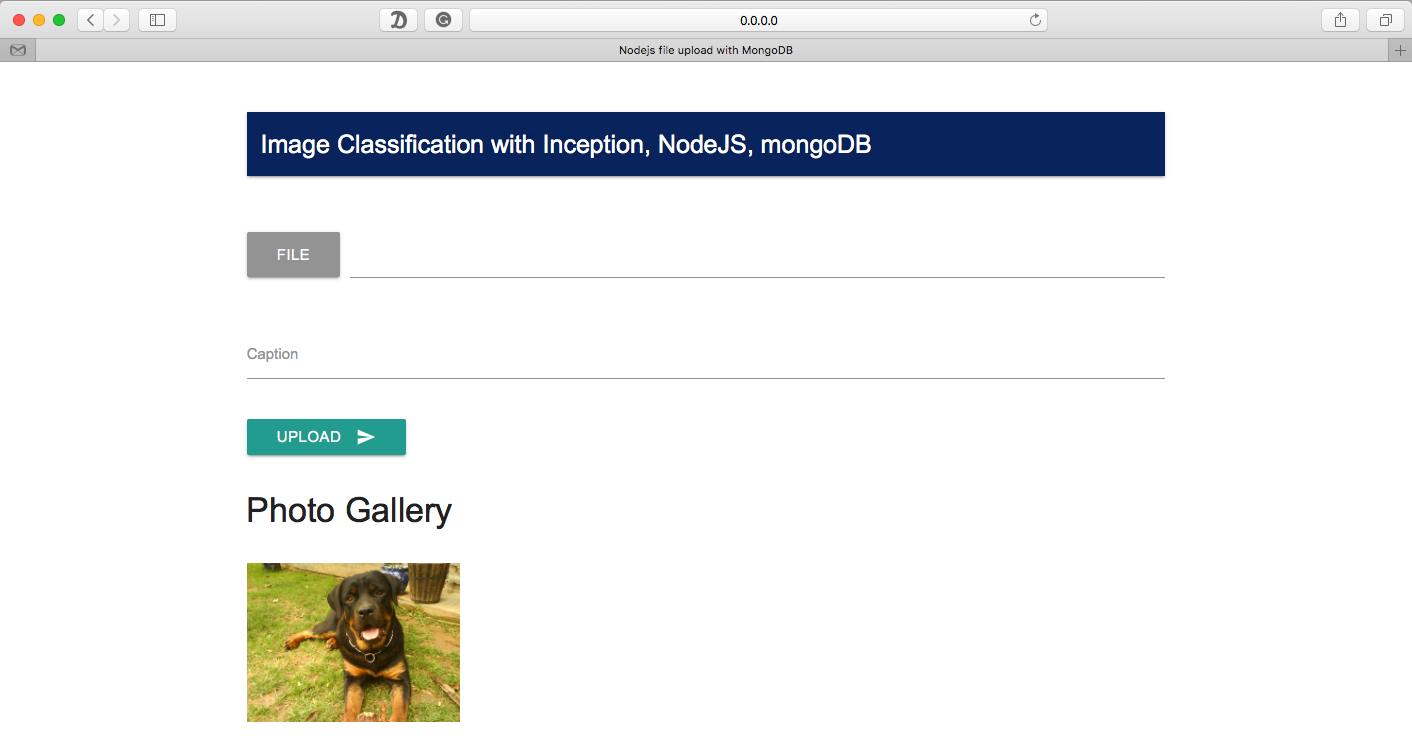 0.0.0.0
Nodejs file upload with MongoDB
Image Classification with Inception, NodeJS, mongoDB
FILE
Caption
UPLOAD
Photo Gallery